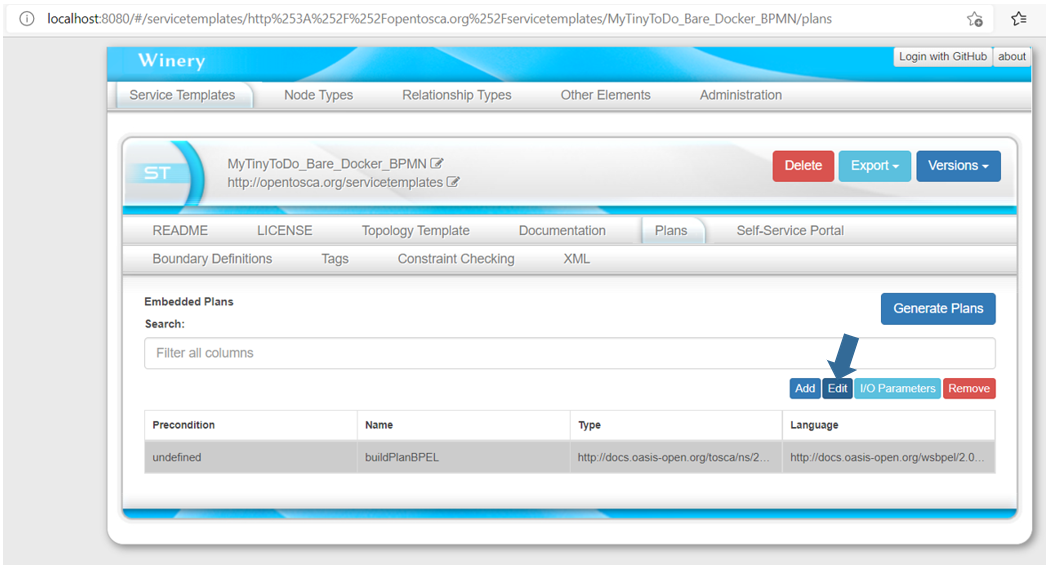 localhost:8080/#/servicetemplates/http%253A%252F%252Fopentosca.org%252Fservicetemplates/MyTinyToDo_Bare_Docker_BPMN/plans
Winery
Login with GitHub about
Service Templates Node Types Relationship Types Other Elements Administration
ST
MyTinyToDo_Bare_Docker_BPMN
http://opentosca.org/servicetemplates
Delete Export Versions
README LICENSE Topology Template Documentation Plans Self-Service Portal
Boundary Definitions Tags Constraint Checking XML
Embedded Plans
Generate Plans
Search:
Filter all columns
Add Edit I/O Parameters Remove
Precondition Name Type Language
undefined buildPlanBPEL http://docs.oasis-open.org/tosca/ns/2... http://docs.oasis-open.org/wsbpel/2.0...